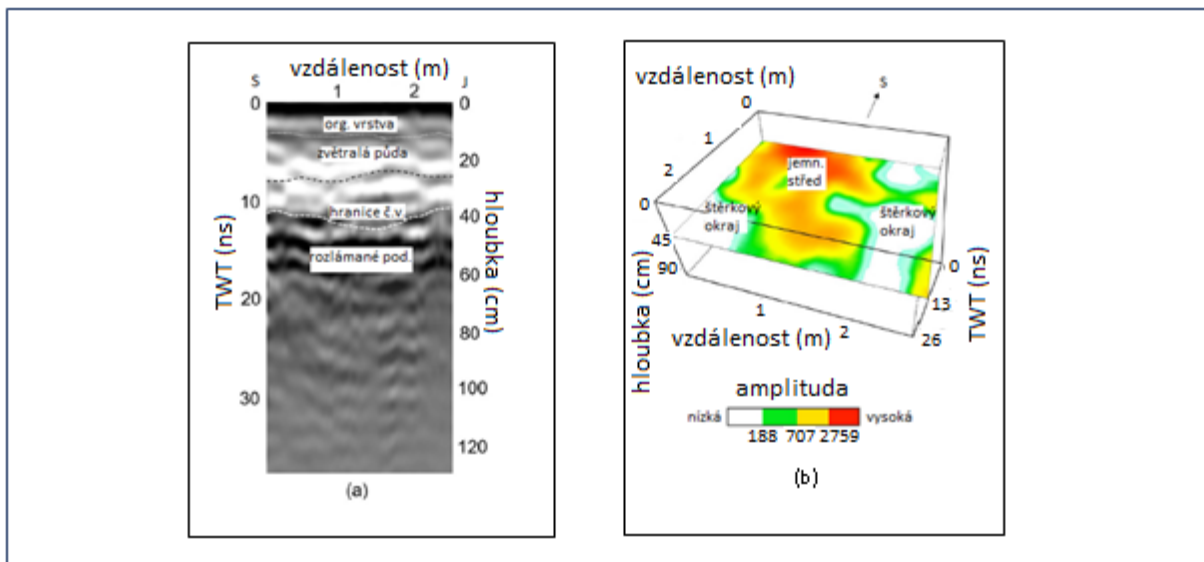 vzdálenost (m)
S J
1 2
0 0
org. vrstva
zvětralá půda
20
10
hranice č.v.
40
rozlámané pod.
60
20
80
100
30
120
TWT (ns)
hloubka (cm)
(a)
vzdálenost (m)
S
0
1
2
0
jemn.
střed
štěrkový
okraj
štěrkový
okraj
45
90
0
13
26
1
2
hloubka (cm)
vzdálenost (m)
TWT (ns)
amplituda
nízká vysoká
188 707 2759
(b)